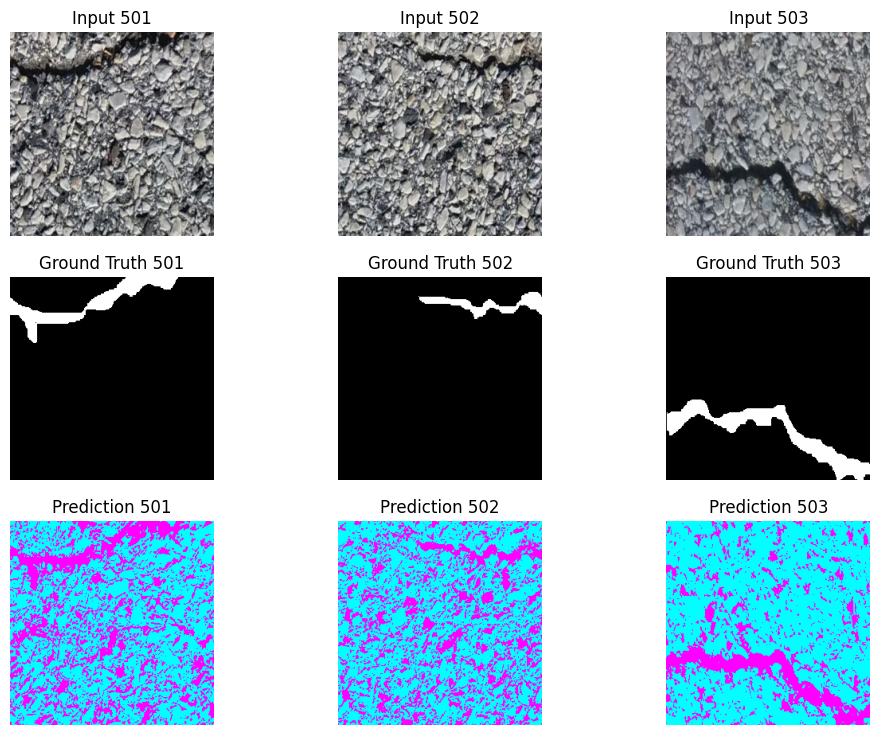 Input 501
Input 502
Input 503
Ground Truth 501
Ground Truth 502
Ground Truth 503
Prediction 501
Prediction 502
Prediction 503